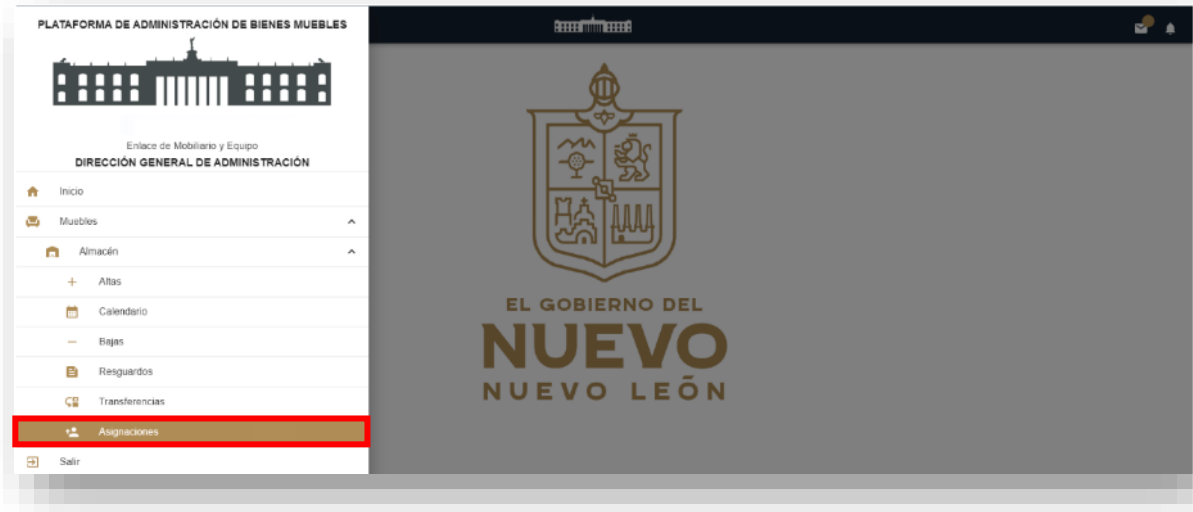 PLATAFORMA DE ADMINISTRACIÓN DE BIENES MUEBLES
Enlace de Mobiliario y Equipo
DIRECCIÓN GENERAL DE ADMINISTRACIÓN
Inicio
Muebles
Almacén
Altas
Calendario
Bajas
Resguardos
Transferencias
Asignaciones
Salir
EL GOBIERNO DEL
NUEVO
NUEVO LEÓN